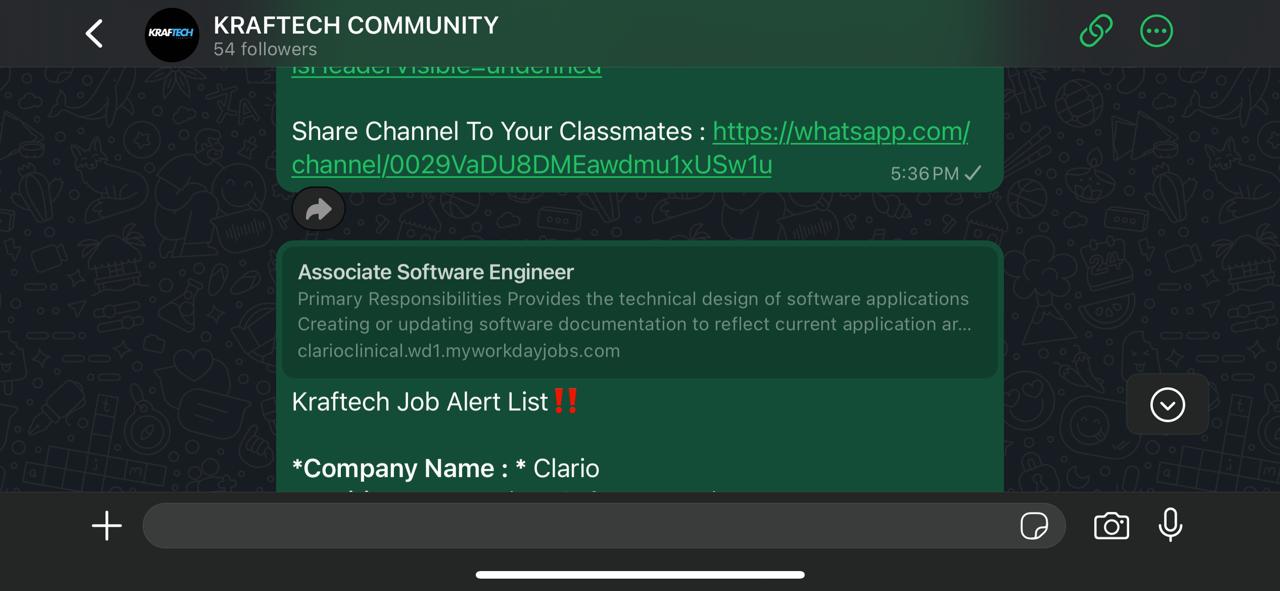 KRAFTECH
KRAFTECH COMMUNITY
54 followers
isHeaderVisible=undefined
Share Channel To Your Classmates : https://whatsapp.com/
channel/0029VaDU8DMEawdmu1xUSw1u
5:36 PM
Associate Software Engineer
Primary Responsibilities Provides the technical design of software applications
Creating or updating software documentation to reflect current application ar...
clarioclinical.wd1.myworkdayjobs.com
Kraftech Job Alert List‼️
*Company Name : * Clario